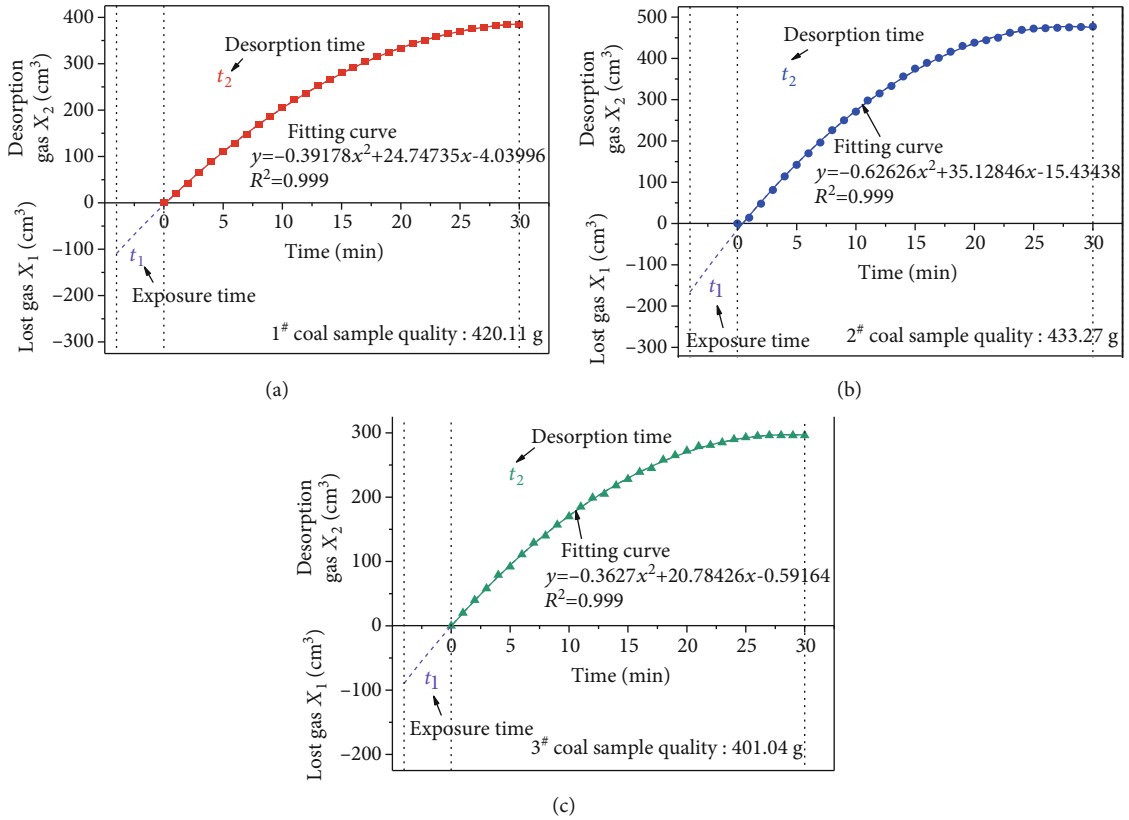 400
300
200
100
0
−100
−200
−300
Desorption
gas X₂ (cm³)
Lost gas X₁ (cm³)
Desorption time
t₂
Fitting curve
y=−0.39178x²+24.74735x-4.03996
R²=0.999
0 5 10 15 20 25 30
Time (min)
t₁
Exposure time
1# coal sample quality : 420.11 g
(a)
500
400
300
200
100
0
−100
−200
−300
Desorption
gas X₂ (cm³)
Lost gas X₁ (cm³)
Desorption time
t₂
Fitting curve
y=−0.62626x²+35.12846x-15.43438
R²=0.999
0 5 10 15 20 25 30
Time (min)
t1
Exposure time
2# coal sample quality : 433.27 g
(b)
300
200
100
0
−100
−200
Desorption
gas X₂ (cm³)
Lost gas X₁ (cm³)
Desorption time
t₂
Fitting curve
y=−0.3627x²+20.78426x-0.59164
R²=0.999
0 5 10 15 20 25 30
Time (min)
t1
Exposure time
3# coal sample quality : 401.04 g
(c)